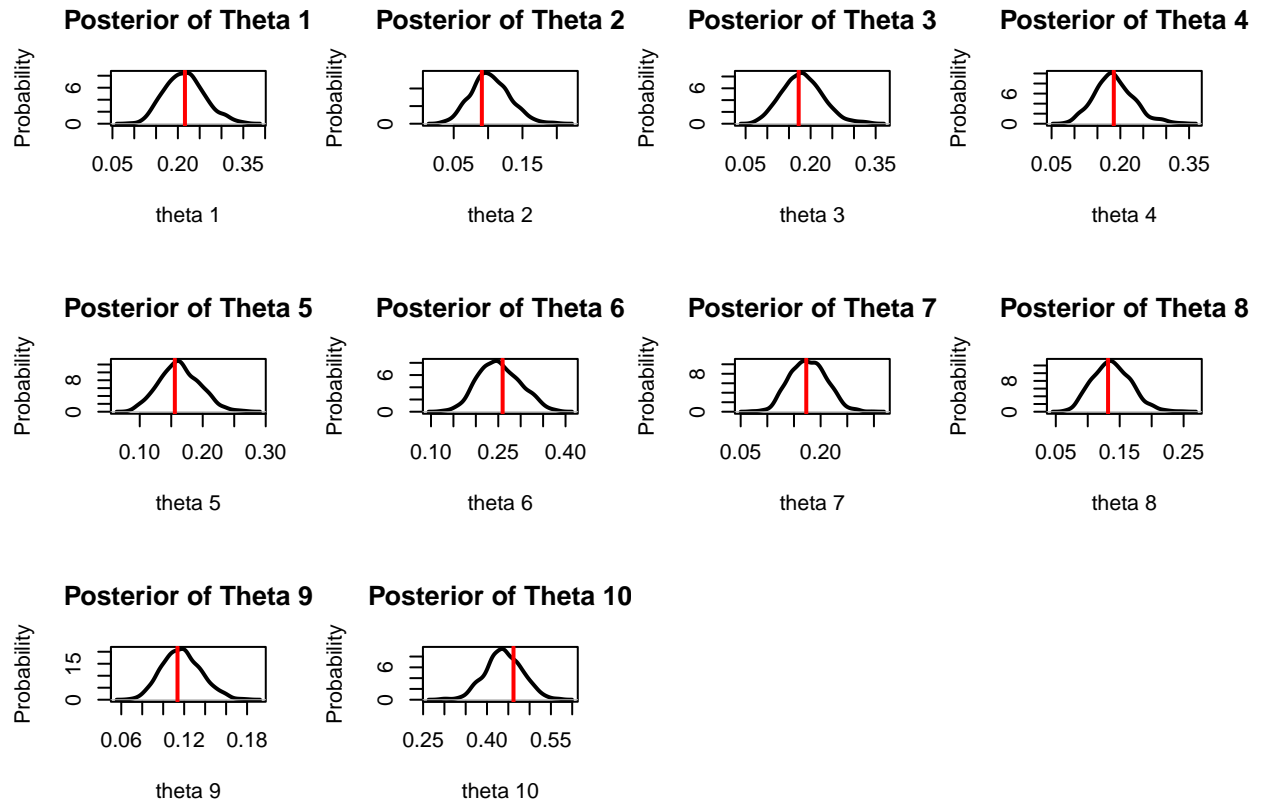 Posterior of Theta 1
Probability
0 6
0.05 0.20 0.35
theta 1
Posterior of Theta 2
Probability
0
0.05 0.15
theta 2
Posterior of Theta 3
Probability
0 6
0.05 0.15 0.25 0.35
theta 3
Posterior of Theta 4
Probability
0 6
0.05 0.20 0.35
theta 4
Posterior of Theta 5
Probability
0 8
0.10 0.20 0.30
theta 5
Posterior of Theta 6
Probability
0 6
0.10 0.25 0.40
theta 6
Posterior of Theta 7
Probability
0 8
0.05 0.20
theta 7
Posterior of Theta 8
Probability
0 8
0.05 0.15 0.25
theta 8
Posterior of Theta 9
Probability
0 15
0.06 0.12 0.18
theta 9
Posterior of Theta 10
Probability
0 6
0.25 0.40 0.55
theta 10